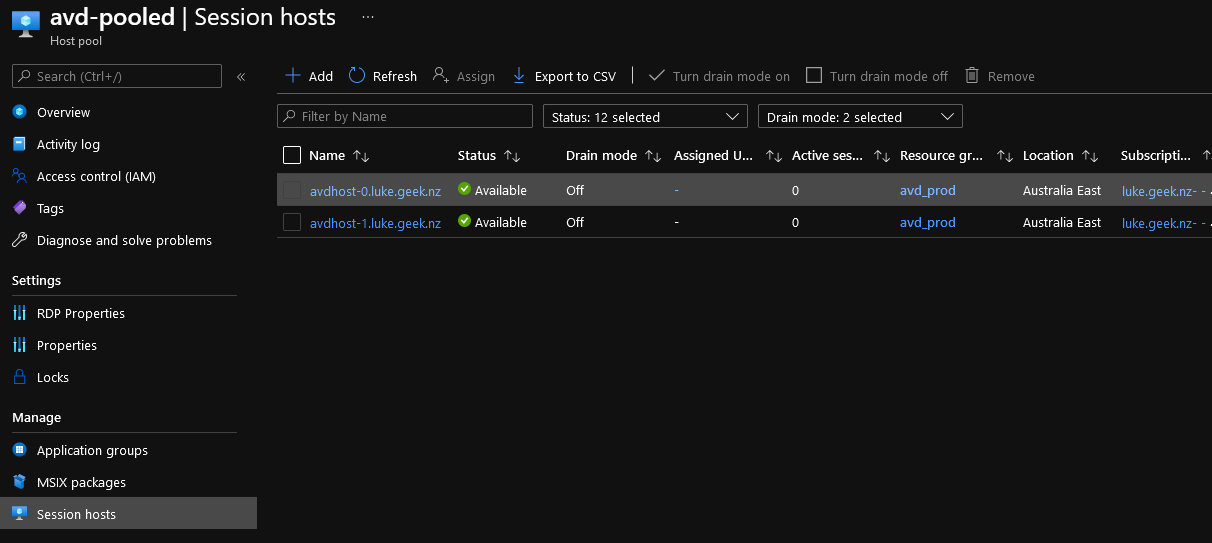 avd-pooled | Session hosts ...
Host pool
Search (Ctrl+/) «
Overview
Activity log
Access control (IAM)
Tags
Diagnose and solve problems
Settings
RDP Properties
Properties
Locks
Manage
Application groups
MSIX packages
Session hosts
Add Refresh Assign Export to CSV Turn drain mode on Turn drain mode off Remove
Filter by Name Status: 12 selected Drain mode: 2 selected
Name Status Drain mode Assigned U... Active ses... Resource gr... Location Subscripti...
avdhost-0.luke.geek.nz Available Off - 0 avd_prod Australia East luke.geek.nz- -
avdhost-1.luke.geek.nz Available Off - 0 avd_prod Australia East luke.geek.nz- -